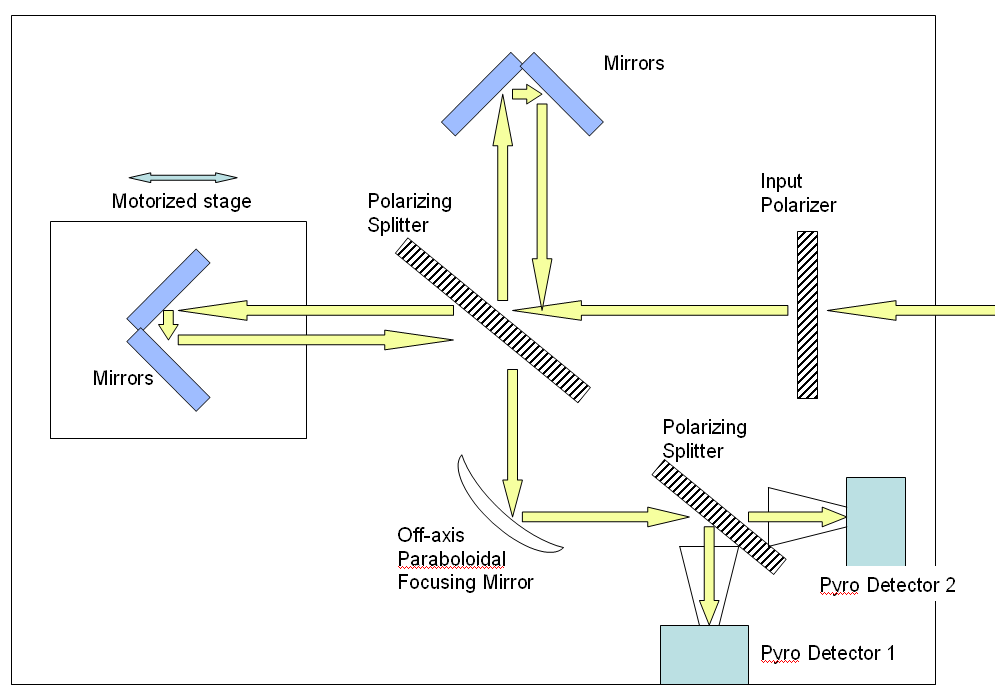 Mirrors
Input
Polarizer
Motorized stage
Polarizing
Splitter
Mirrors
Polarizing
Splitter
Off-axis
Paraboloidal
Focusing Mirror
Pyro Detector 2
Pyro Detector 1